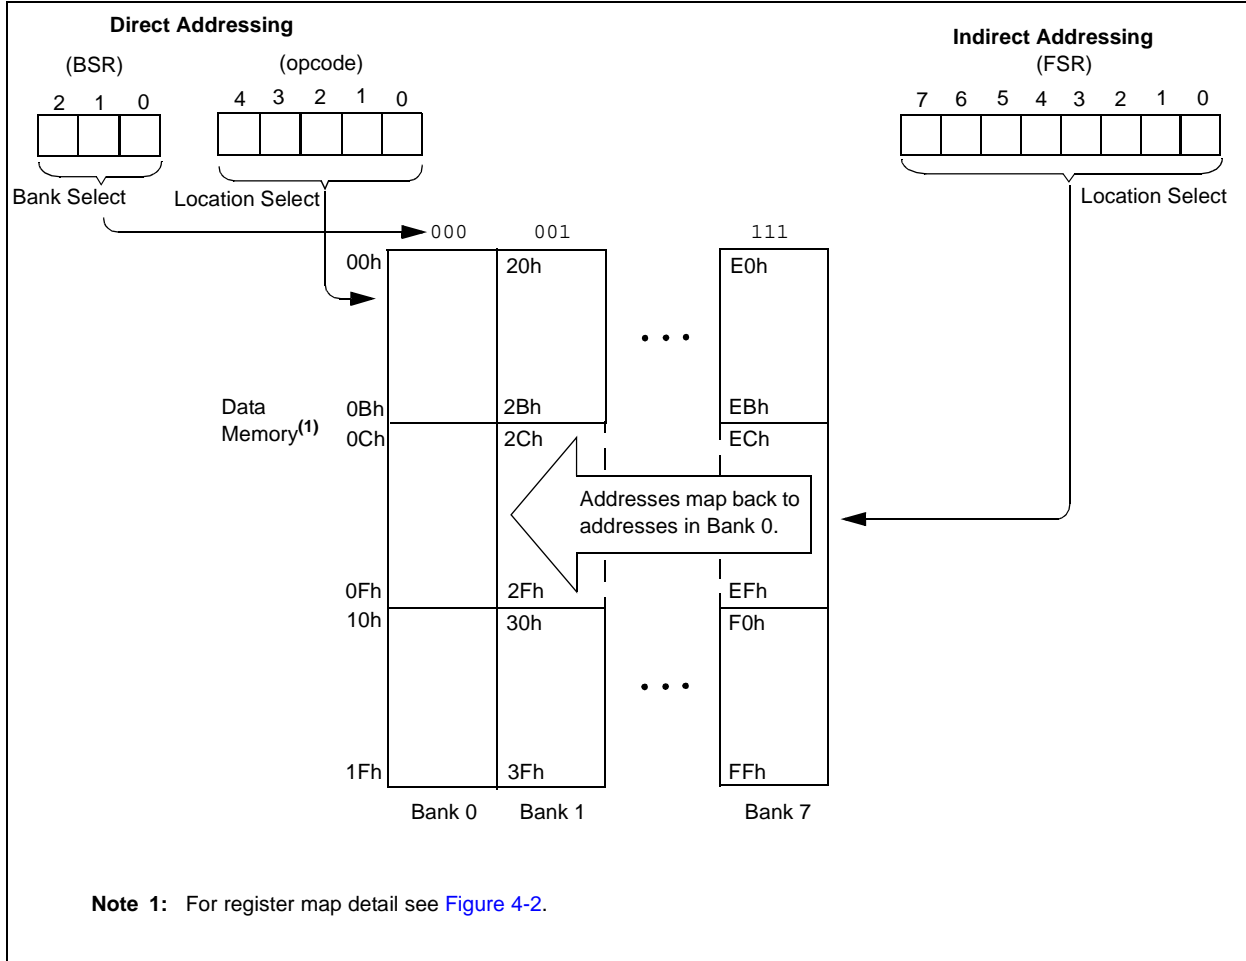 Direct Addressing
Indirect Addressing
(BSR)
(opcode)
(FSR)
2 1 0
4 3 2 1 0
7 6 5 4 3 2 1 0
Bank Select
Location Select
Location Select
000
001
111
00h
20h
E0h
• • •
Data
Memory(1)
0Bh
2Bh
EBh
0Ch
2Ch
ECh
Addresses map back to
addresses in Bank 0.
0Fh
2Fh
EFh
10h
30h
F0h
• • •
1Fh
3Fh
FFh
Bank 0
Bank 1
Bank 7
Note 1: For register map detail see Figure 4-2.